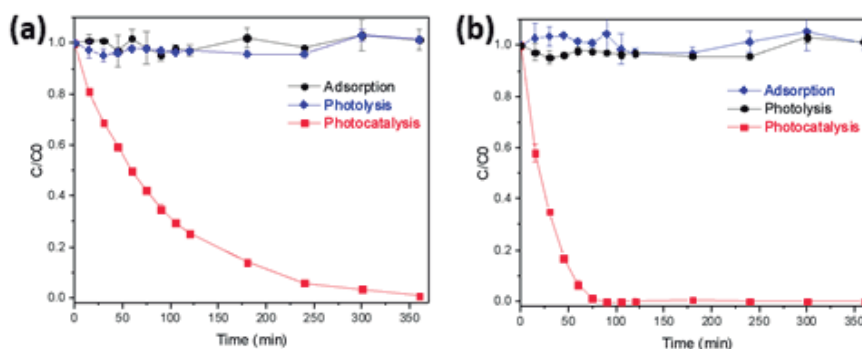 (a)
1.0
0.8
0.6
0.4
0.2
0.0
C/C0
Adsorption
Photolysis
Photocatalysis
0 50 100 150 200 250 300 350
Time (min)
(b)
1.0
0.8
0.6
0.4
0.2
0.0
C/C0
Adsorption
Photolysis
Photocatalysis
0 50 100 150 200 250 300 350
Time (min)